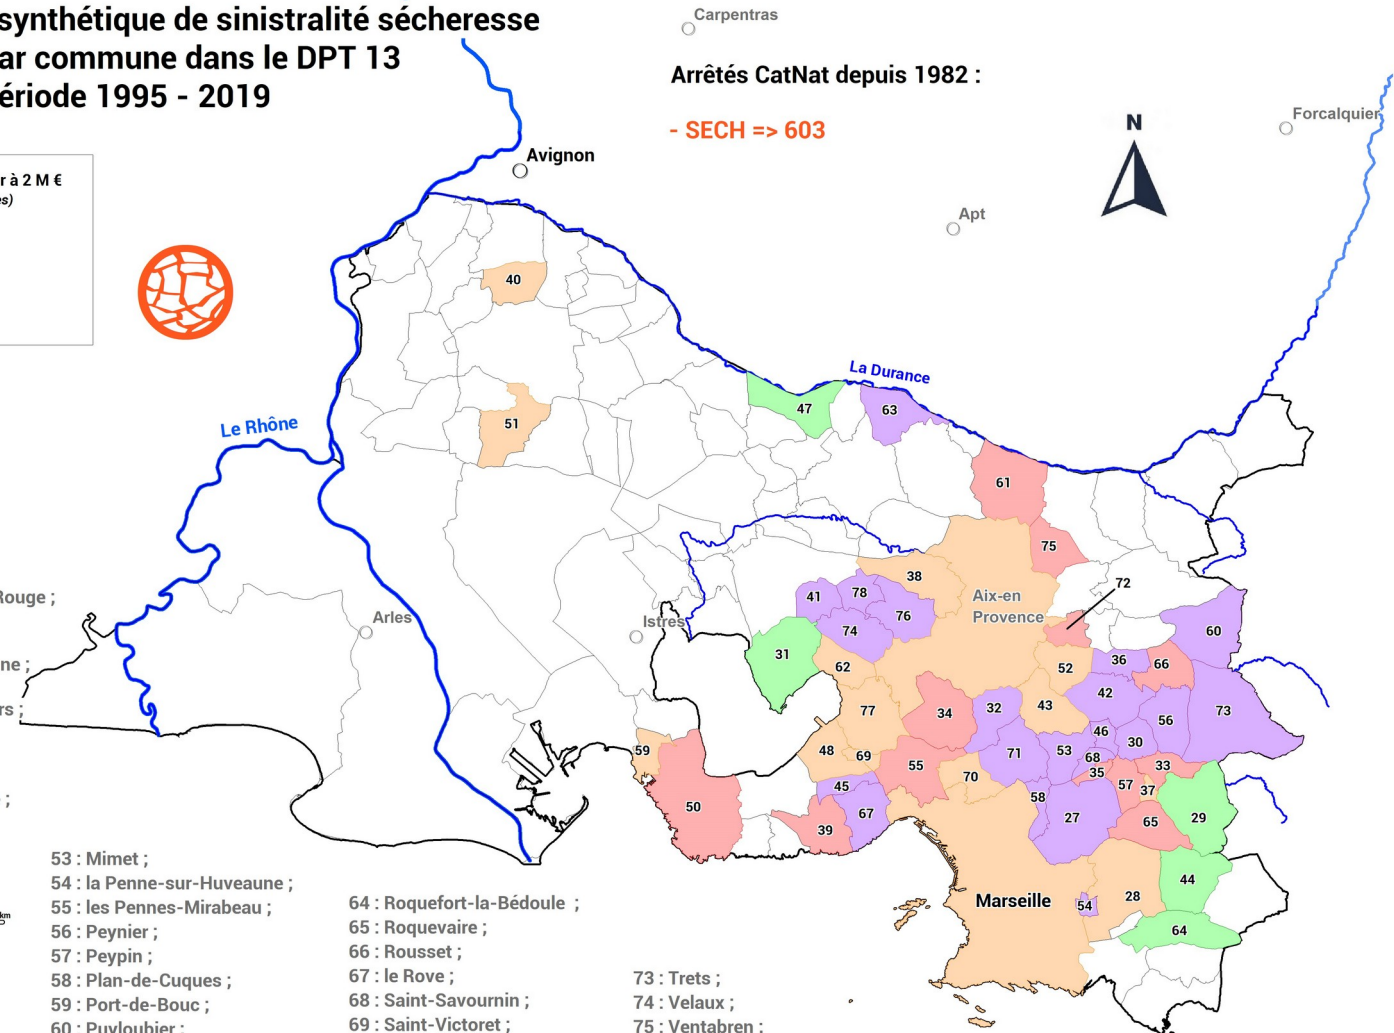 synthétique de sinistralité sécheresse
ar commune dans le DPT 13
ériode 1995 - 2019
Carpentras
Arrêtés CatNat depuis 1982 :
- SECH => 603
Forcalquier
N
r à 2 M €
es)
Avignon
Apt
40
La Durance
47
63
51
Le Rhône
61
75
38
72
Rouge ;
41
78
Aix-en
Provence
76
Arles
Istres
74
60
31
ne ;
62
52
36
66
42
rs ;
77
34
32
43
56
73
46
30
59
48
69
71
53
68
55
70
35
33
;
45
57
37
50
58
67
27
29
39
65
44
28
Marseille
54
64
km
53 : Mimet ;
54 : la Penne-sur-Huveaune ;
55 : les Pennes-Mirabeau ;
56 : Peynier ;
57 : Peypin ;
58 : Plan-de-Cuques ;
59 : Port-de-Bouc ;
60 : Puyloubier ;
64 : Roquefort-la-Bédoule ;
65 : Roquevaire ;
66 : Rousset ;
67 : le Rove ;
68 : Saint-Savournin ;
69 : Saint-Victoret ;
73 : Trets ;
74 : Velaux ;
75 : Ventabren ;